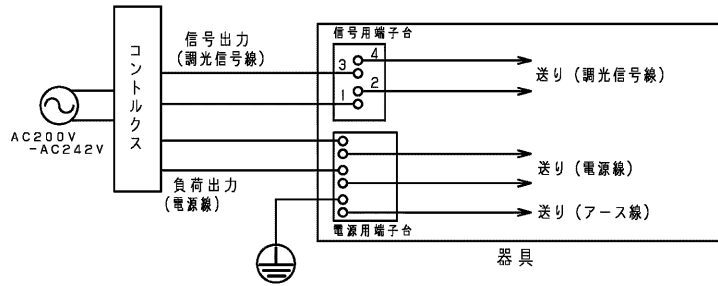 コントルクス
AC200V
-AC242V
信号出力
(調光信号線)
負荷出力
(電源線)
信号用端子台
4
3
2
1
送り(調光信号線)
送り(電源線)
送り(アース線)
電源用端子台
器具